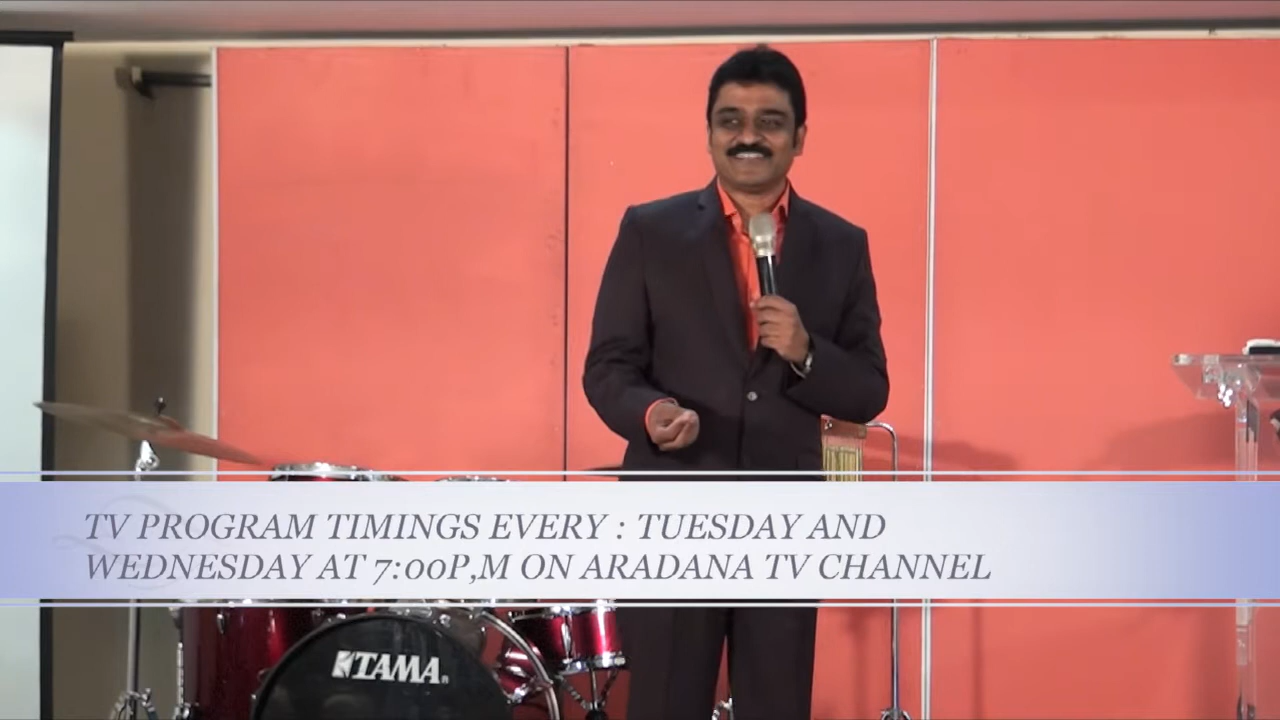 TV PROGRAM TIMINGS EVERY : TUESDAY AND
WEDNESDAY AT 7:00P,M ON ARADANA TV CHANNEL
TAMA®